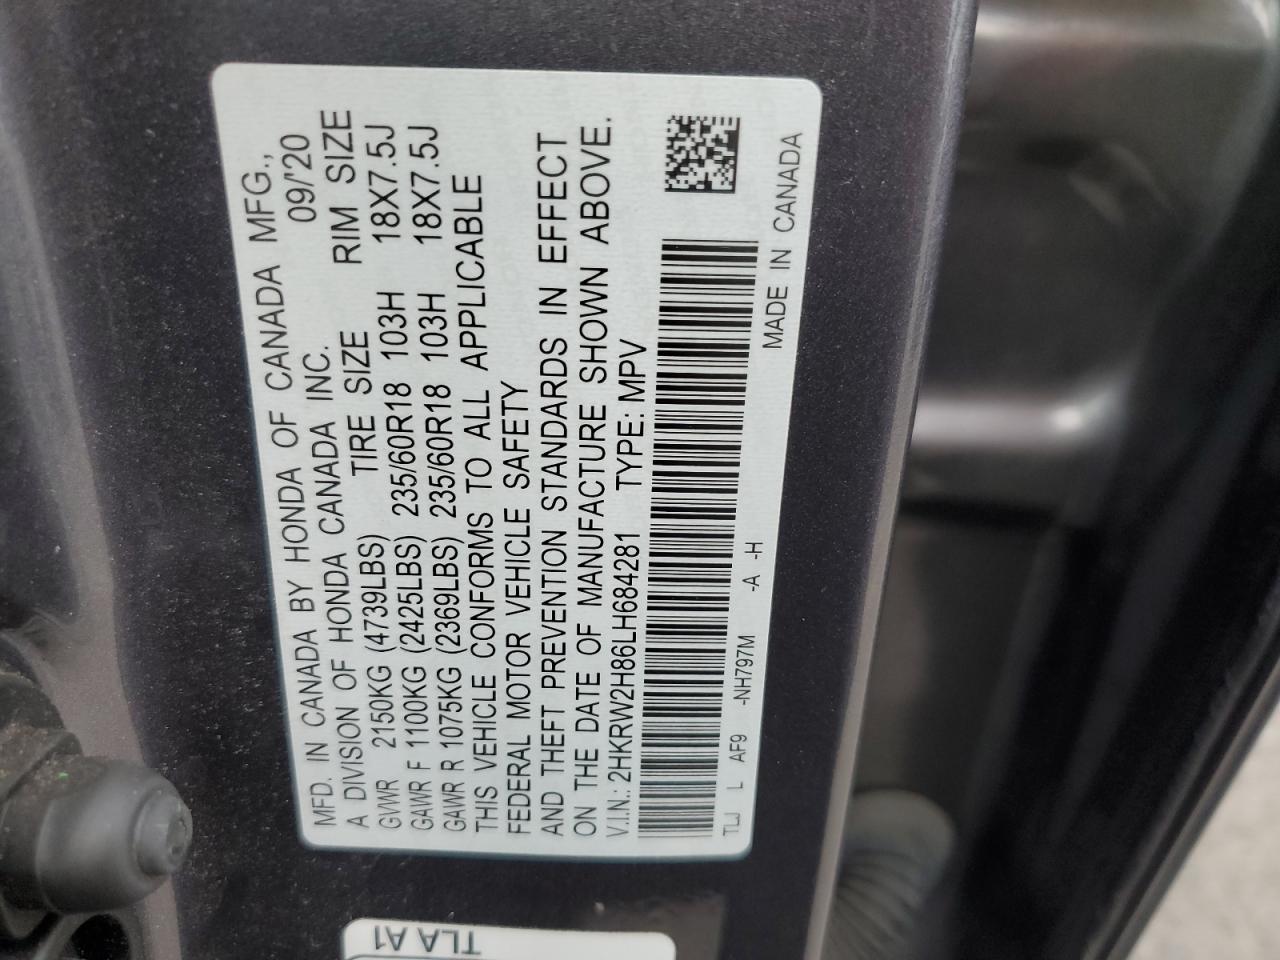 MFD. IN CANADA BY HONDA OF CANADA MFG.,
A DIVISION OF HONDA CANADA INC. 09/'20
TIRE SIZE RIM SIZE
GVWR 2150KG (4739LBS)
GAWR F 1100KG (2425LBS) 235/60R18 103H 18X7.5J
GAWR R 1075KG (2369LBS) 235/60R18 103H 18X7.5J
THIS VEHICLE CONFORMS TO ALL APPLICABLE
FEDERAL MOTOR VEHICLE SAFETY
AND THEFT PREVENTION STANDARDS IN EFFECT
ON THE DATE OF MANUFACTURE SHOWN ABOVE.
V.I.N.: 2HKRW2H86LH684281 TYPE: MPV
TLJ L AF9 -NH797M -A -H
MADE IN CANADA
TLA A1